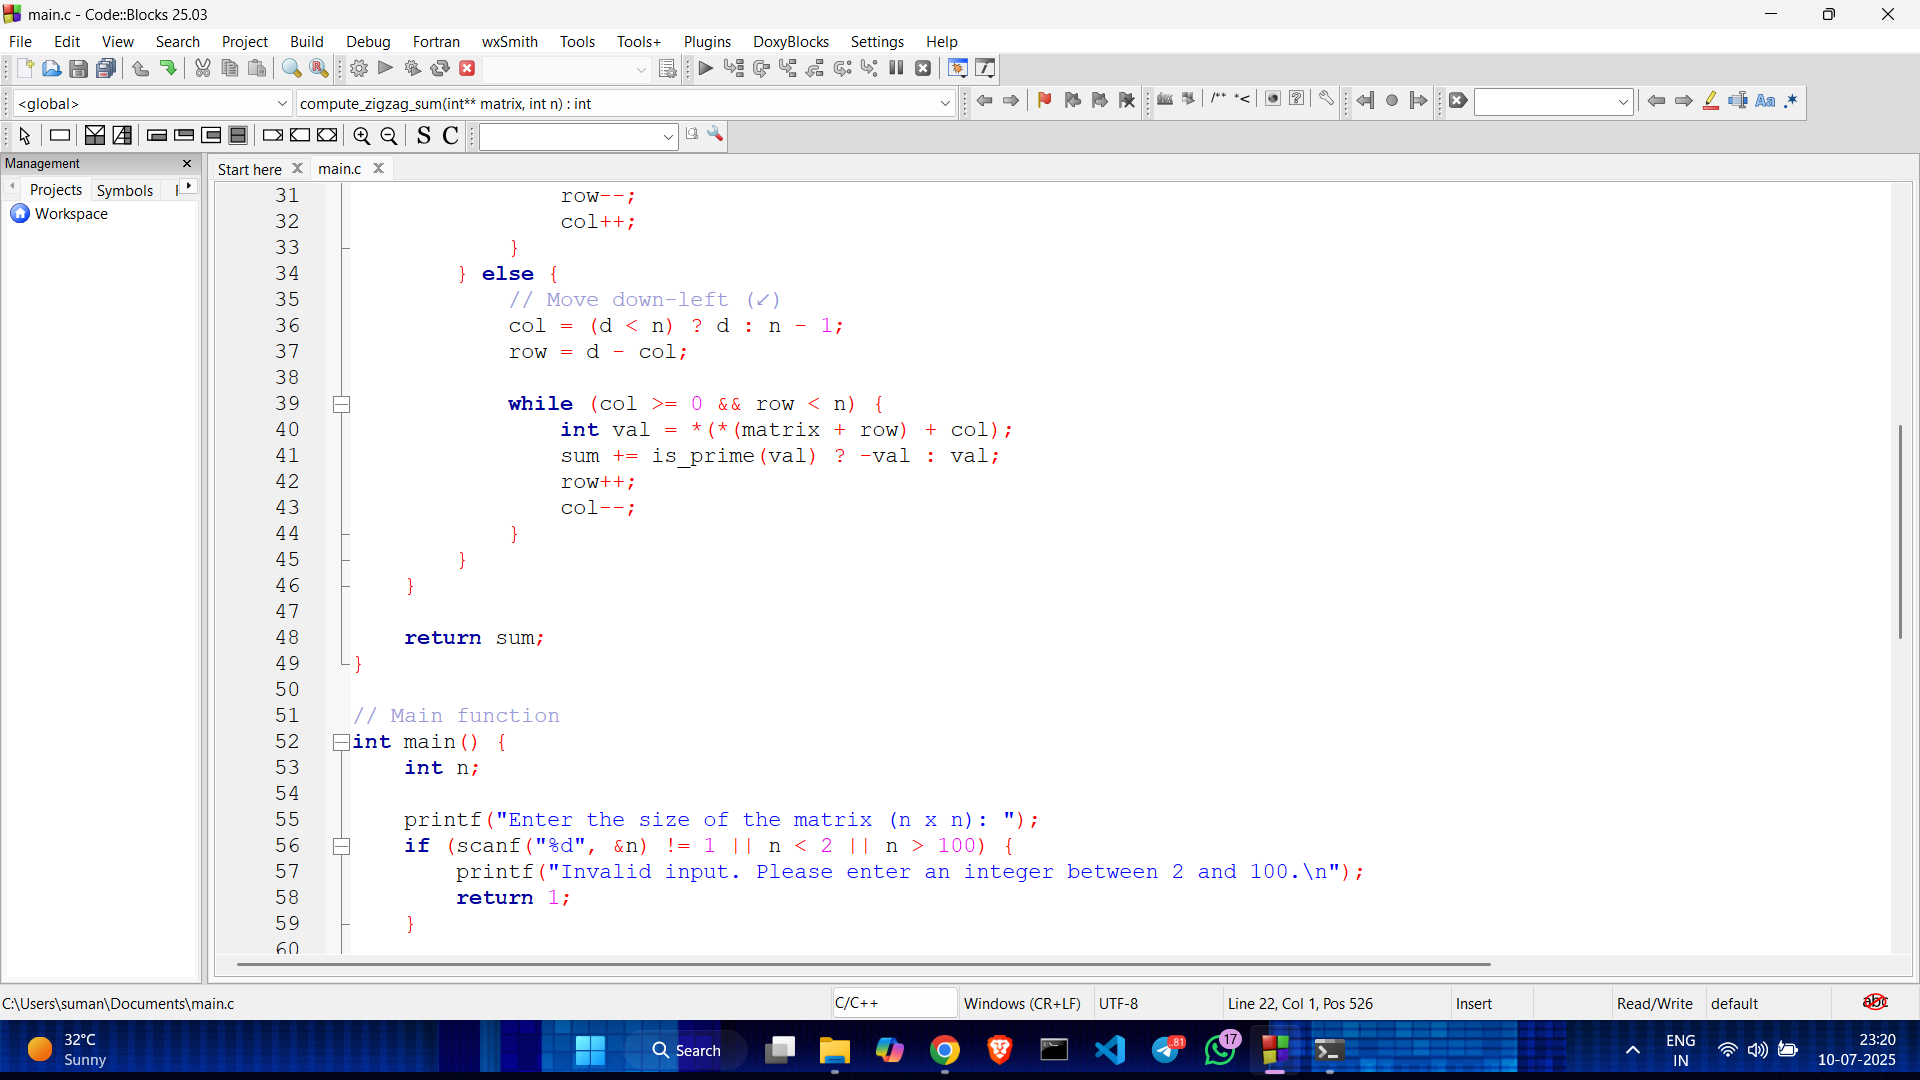 main.c - Code::Blocks 25.03
File Edit View Search Project Build Debug Fortran wxSmith Tools Tools+ Plugins DoxyBlocks Settings Help
<global> compute_zigzag_sum(int** matrix, int n) : int
/** *<
Aa .*
S C
Management
Projects Symbols
Workspace
Start here main.c
31 row--;
32 col++;
33 }
34 } else {
35 // Move down-left (↙)
36 col = (d < n) ? d : n - 1;
37 row = d - col;
38
39 while (col >= 0 && row < n) {
40 int val = *(*(matrix + row) + col);
41 sum += is_prime(val) ? -val : val;
42 row++;
43 col--;
44 }
45 }
46 }
47
48 return sum;
49 }
50
51 // Main function
52 int main() {
53 int n;
54
55 printf("Enter the size of the matrix (n x n): ");
56 if (scanf("%d", &n) != 1 || n < 2 || n > 100) {
57 printf("Invalid input. Please enter an integer between 2 and 100.\n");
58 return 1;
59 }
60
C:\Users\suman\Documents\main.c C/C++ Windows (CR+LF) UTF-8 Line 22, Col 1, Pos 526 Insert Read/Write default abc
32°C
Sunny
Search
81
17
ENG
IN
23:20
10-07-2025